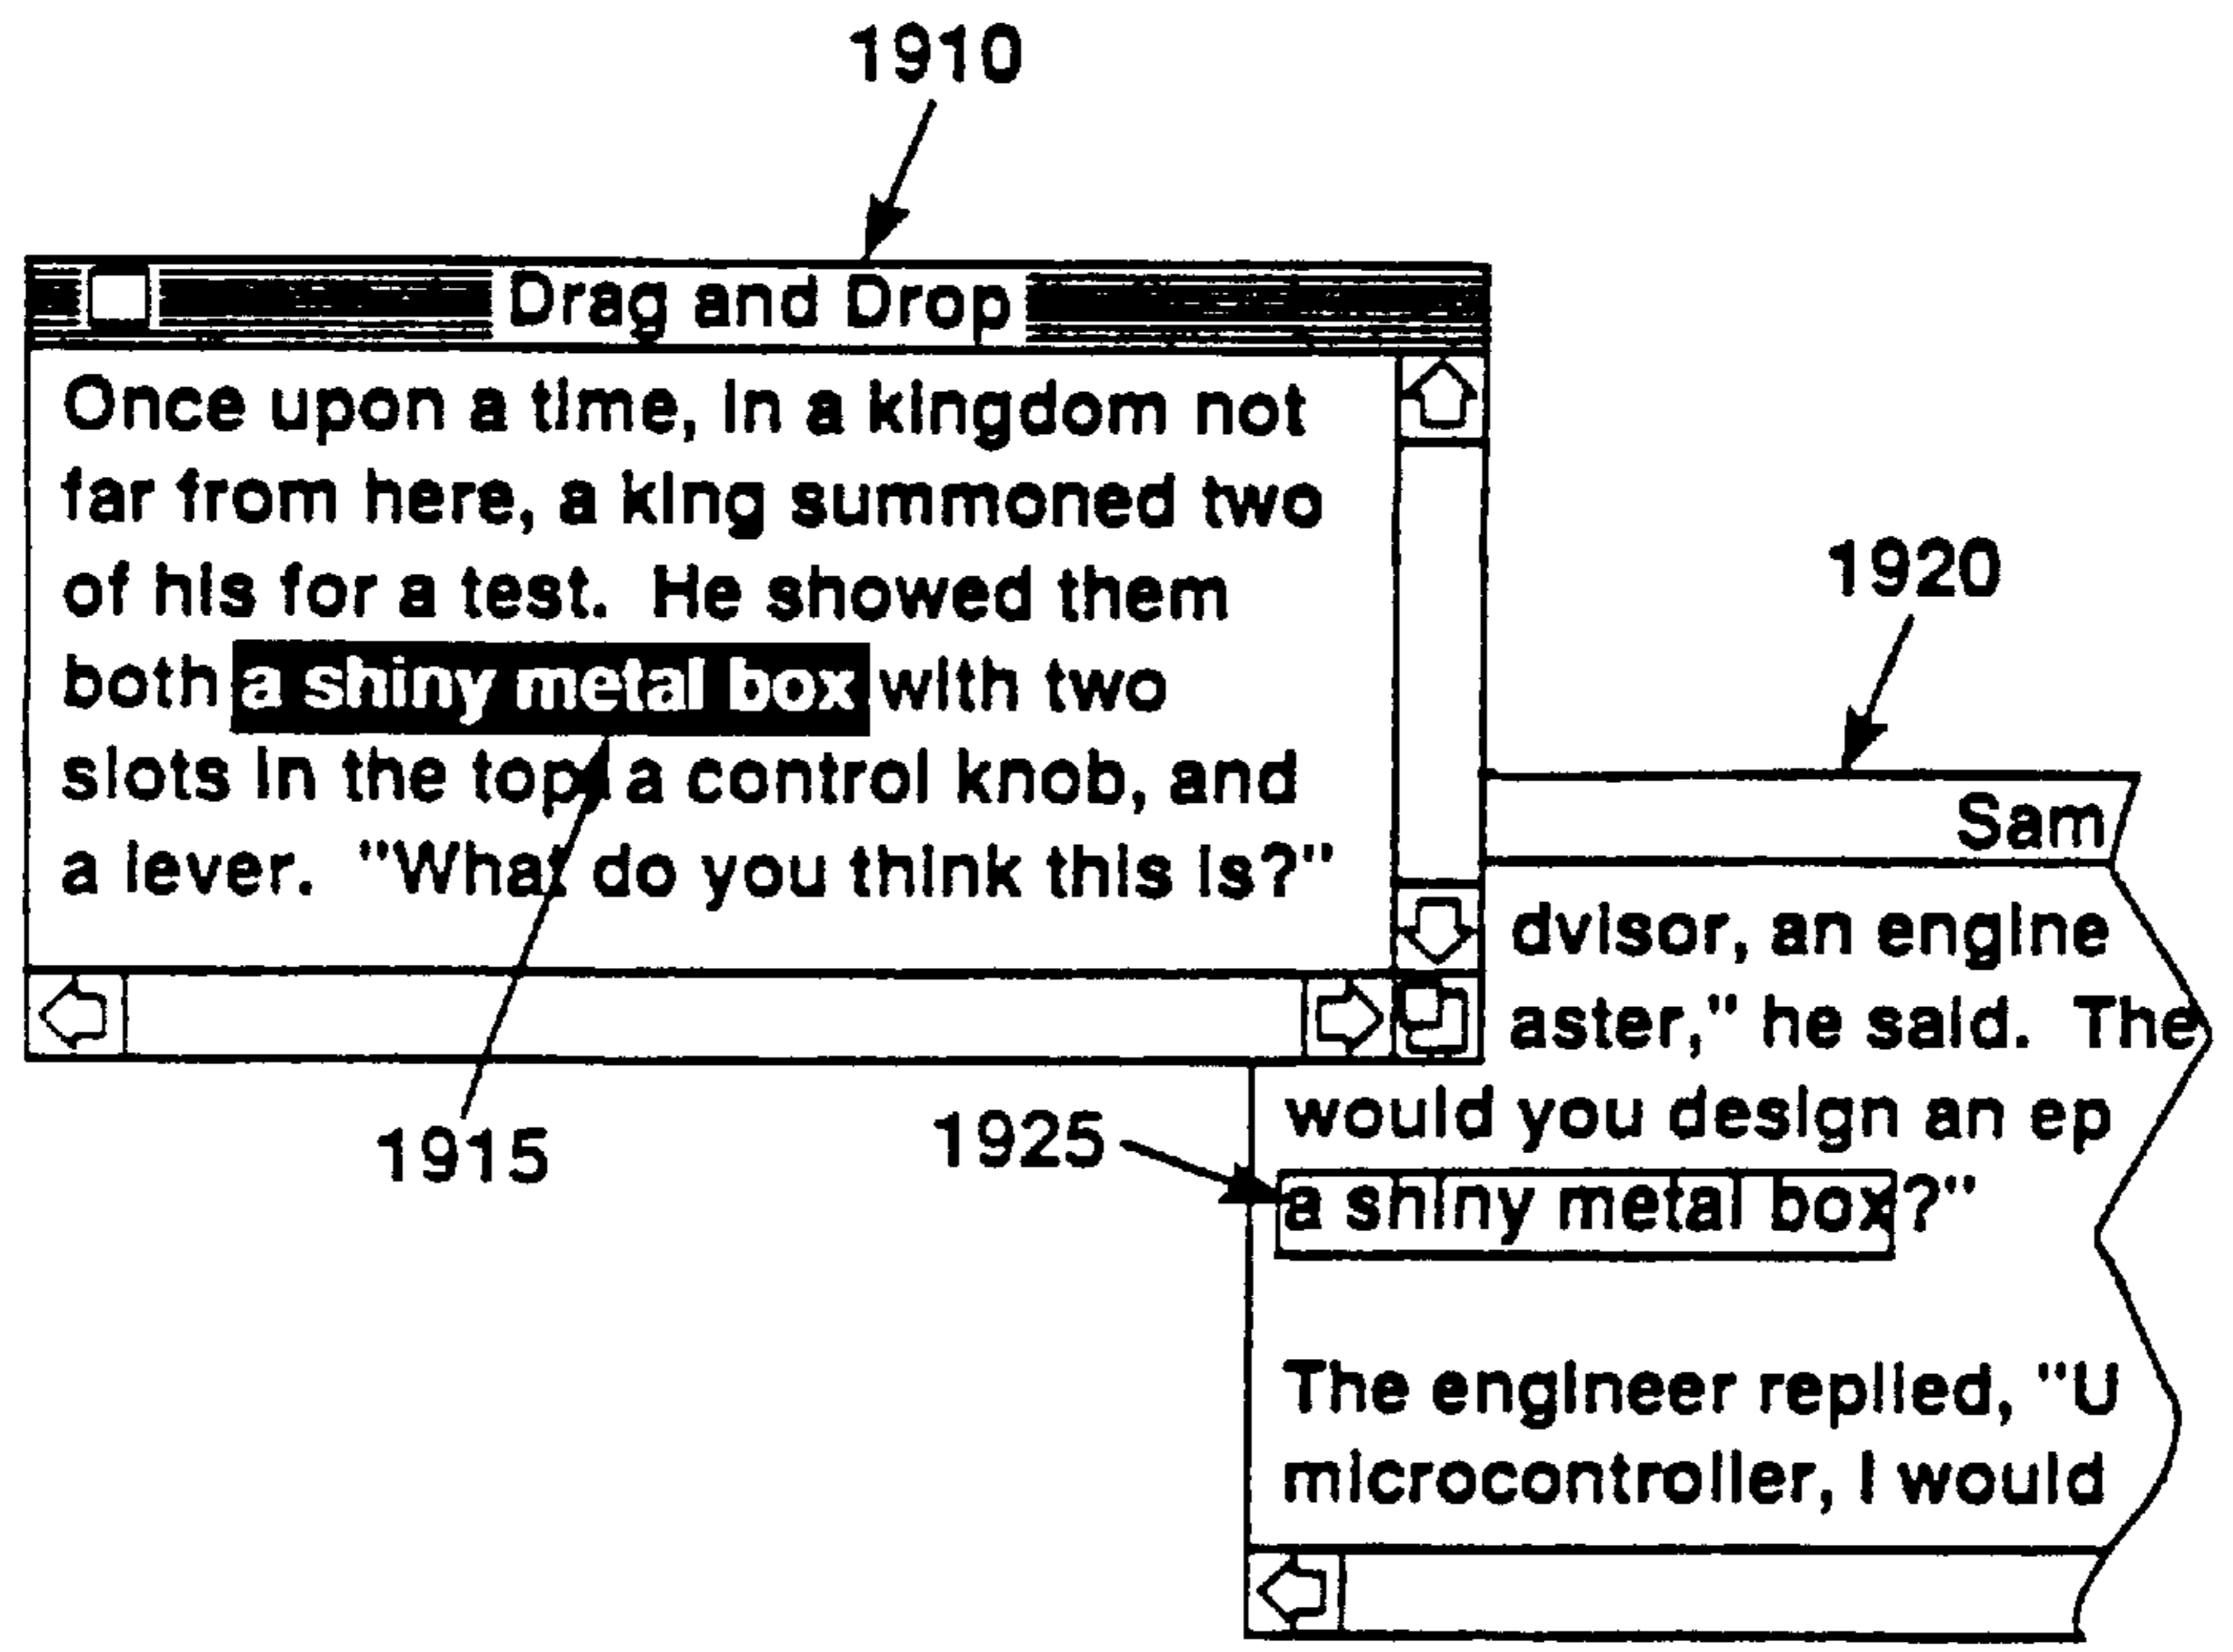 1910
Drag and Drop
Once upon a time, in a kingdom not
far from here, a king summoned two
of his for a test.  He showed them
both a shiny metal box with two
slots in the top, a control knob, and
a lever.  "What do you think this is?"
1915
1920
Sam
dvisor, an engine
aster," he said.  The
would you design an ep
1925
a shiny metal box?"
The engineer replied, "U
microcontroller, I would